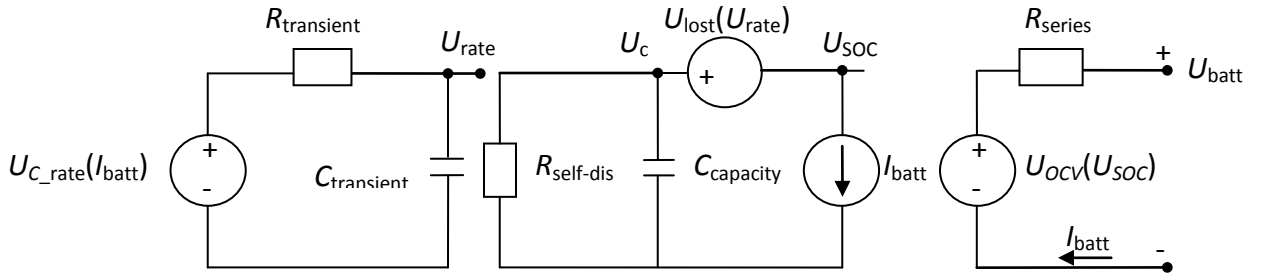 R_transient
U_rate
U_C_rate(I_batt)
+
-
C_transient
U_c
U_lost(U_rate)
+
U_SOC
R_self-dis
C_capacity
I_batt
R_series
+
U_batt
+
-
U_OCV(U_SOC)
I_batt
-